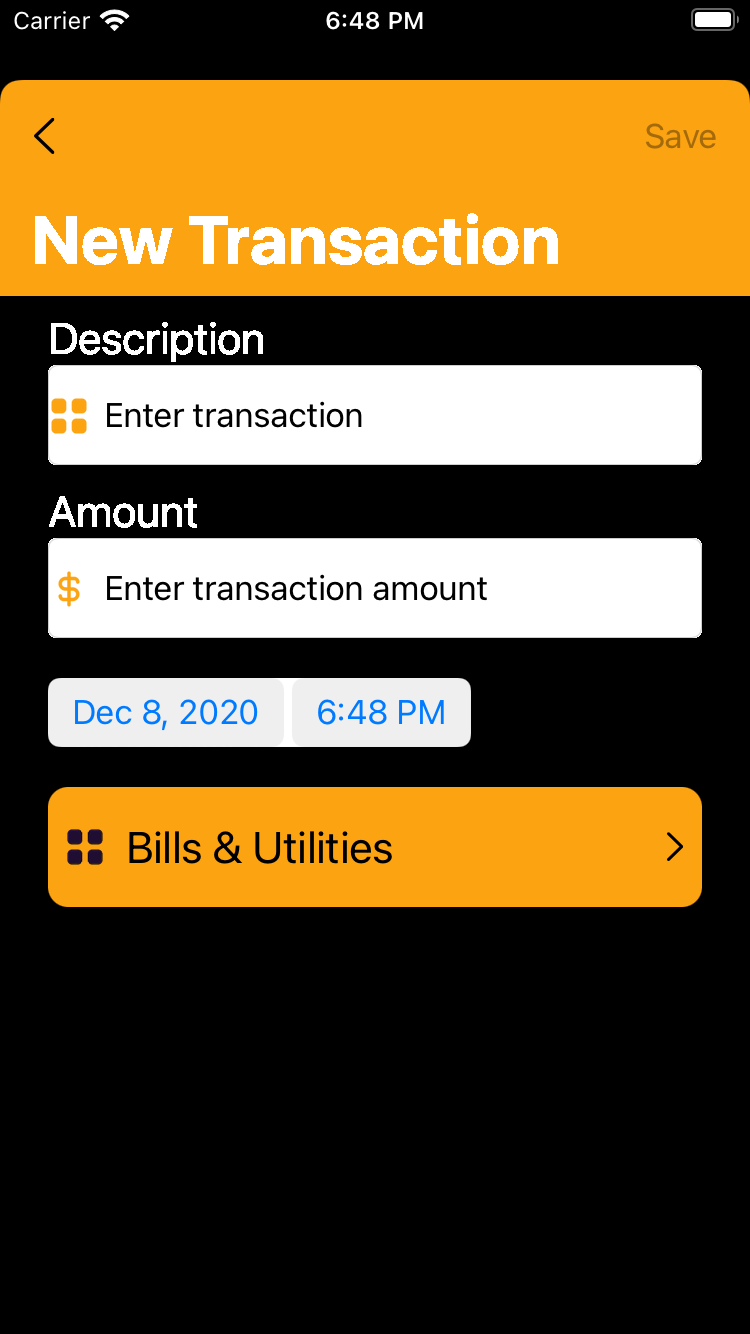 Carrier 6:48 PM
Save
New Transaction
Description
Enter transaction
Amount
$ Enter transaction amount
Dec 8, 2020 6:48 PM
Bills & Utilities